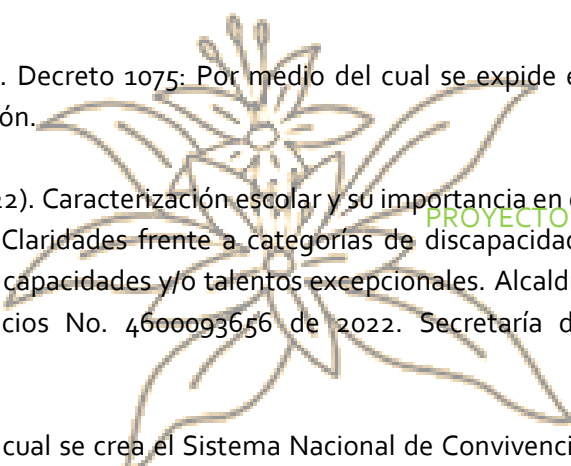 . Decreto 1075: Por medio del cual se expide e
ón.
22). Caracterización escolar y su importancia en
PROYECTO
Claridades frente a categorías de discapacidad
capacidades y/o talentos excepcionales. Alcald
cios No. 4600093656 de 2022. Secretaría d
cual se crea el Sistema Nacional de Convivenci